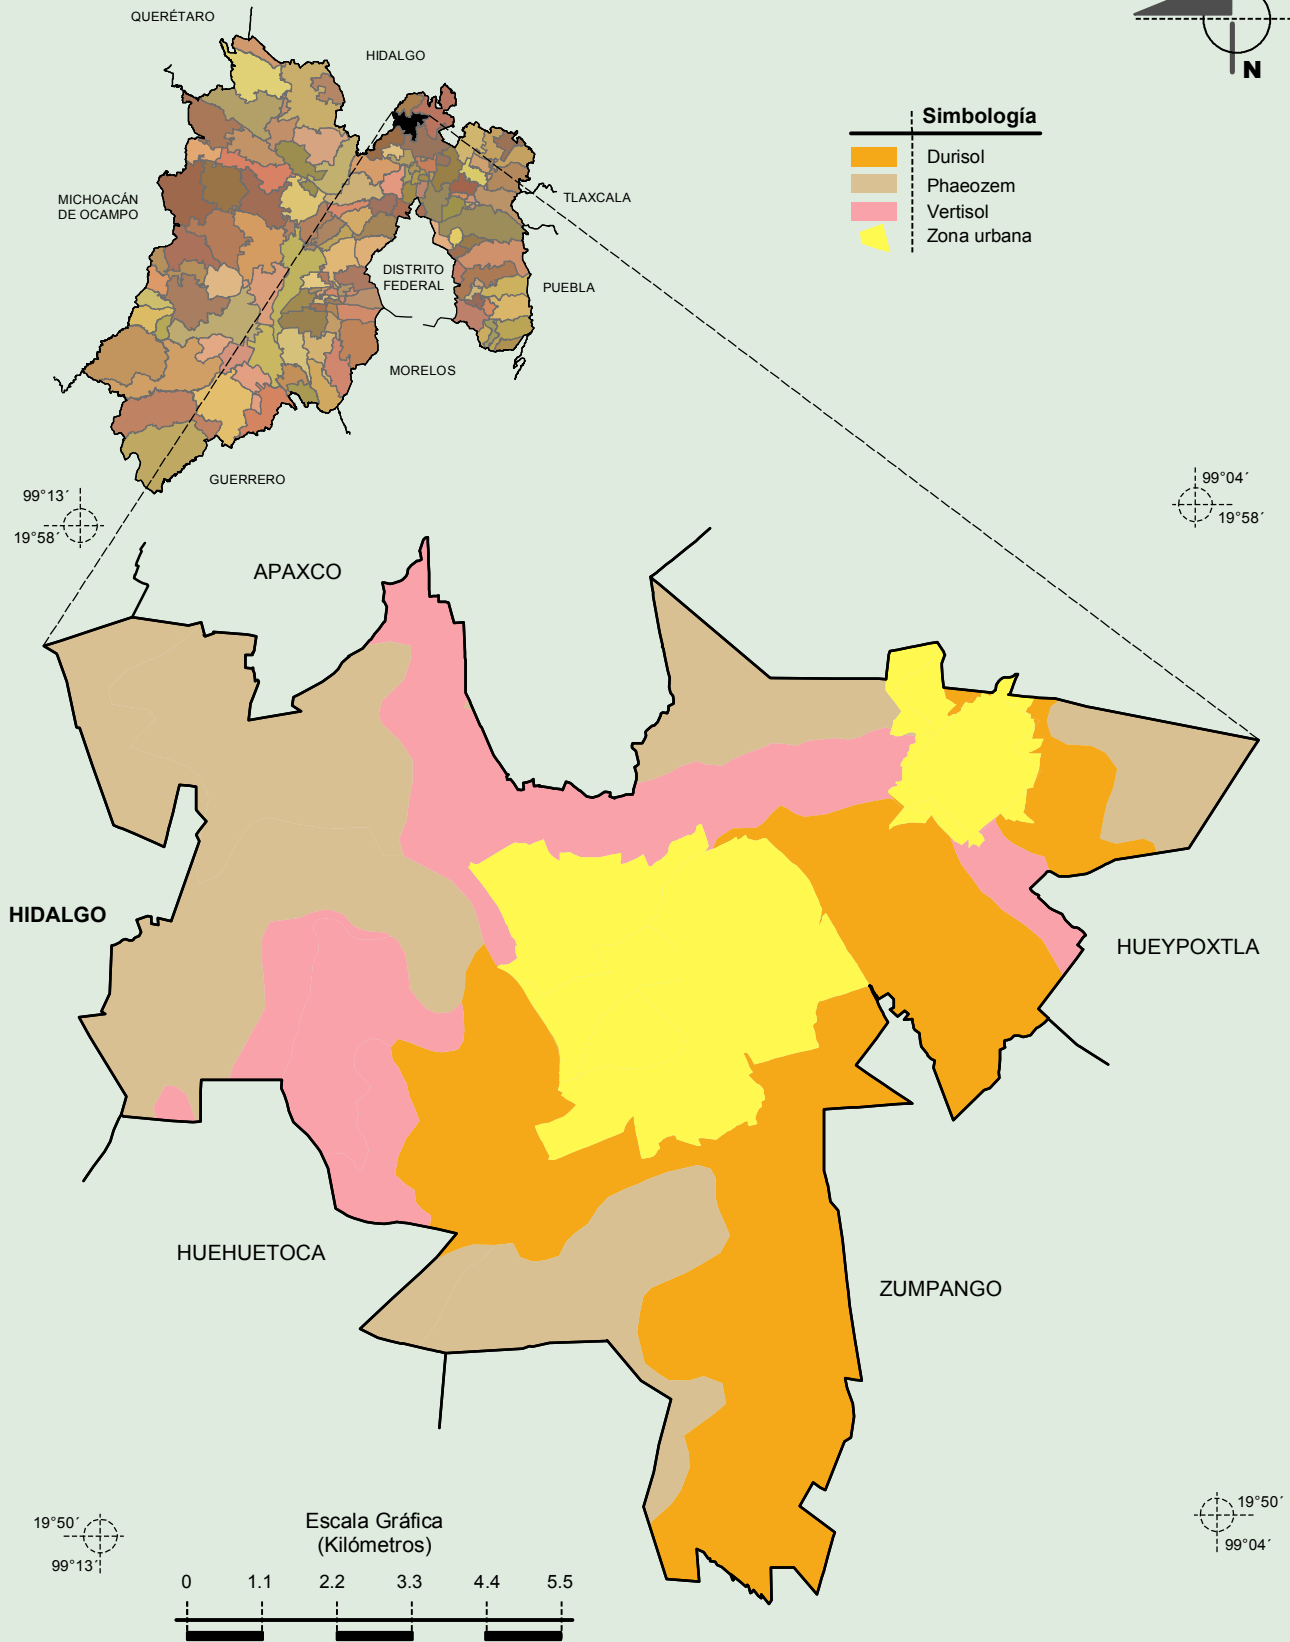 QUERÉTARO
HIDALGO
N
Simbología
Durisol
Phaeozem
Vertisol
Zona urbana
MICHOACÁN
DE OCAMPO
TLAXCALA
DISTRITO
FEDERAL
PUEBLA
MORELOS
GUERRERO
99°13´
19°58´
99°04´
19°58´
APAXCO
HIDALGO
HUEYPOXTLA
HUEHUETOCA
ZUMPANGO
19°50´
99°13´
19°50´
99°04´
Escala Gráfica
(Kilómetros)
0 1.1 2.2 3.3 4.4 5.5